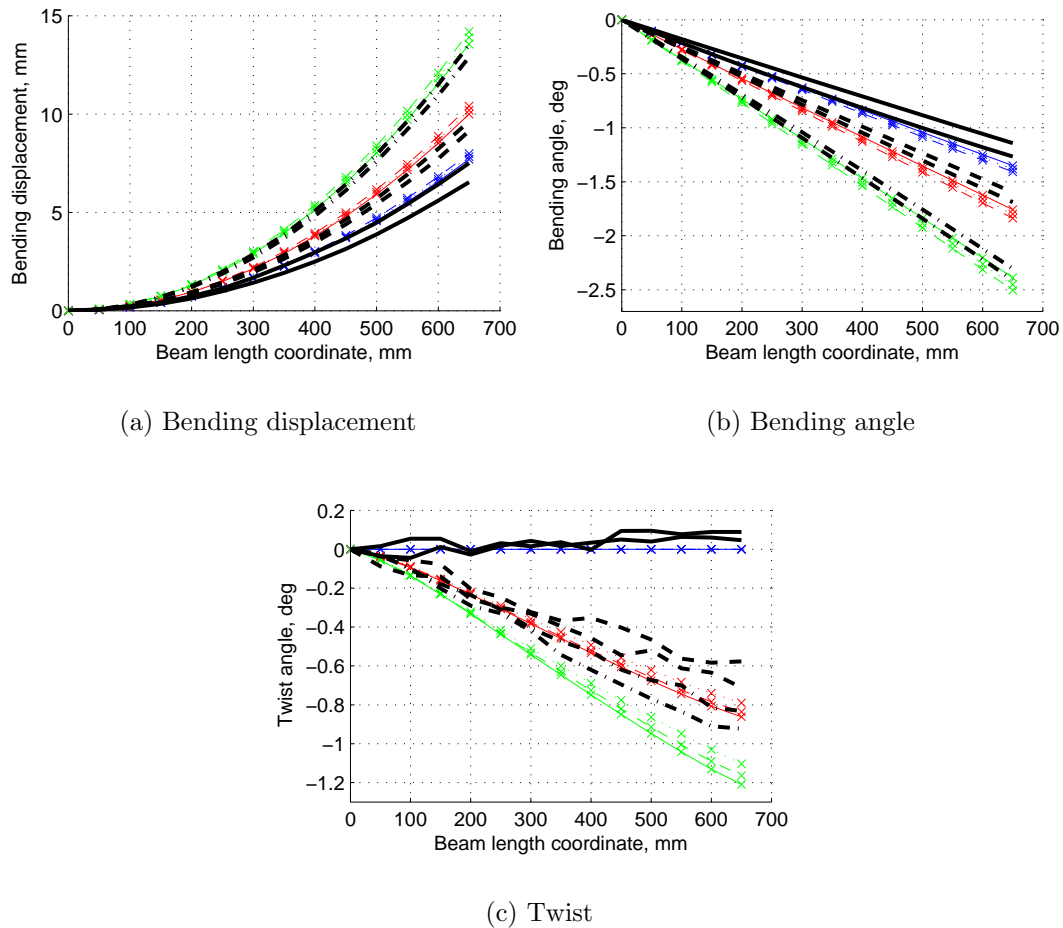 15
10
5
0
0 100 200 300 400 500 600 700
Beam length coordinate, mm
Bending displacement, mm
0
−0.5
−1
−1.5
−2
−2.5
0 100 200 300 400 500 600 700
Beam length coordinate, mm
Bending angle, deg
(a) Bending displacement
(b) Bending angle
0.2
0
−0.2
−0.4
−0.6
−0.8
−1
−1.2
0 100 200 300 400 500 600 700
Beam length coordinate, mm
Twist angle, deg
(c) Twist